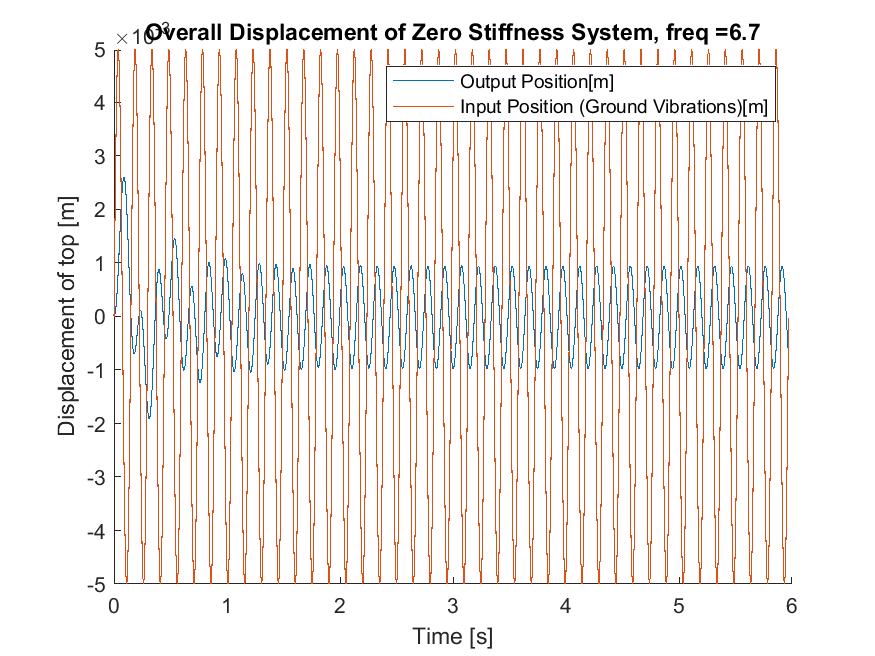 Overall Displacement of Zero Stiffness System, freq =6.7
×10-3
Output Position[m]
Input Position (Ground Vibrations)[m]
Displacement of top [m]
5
4
3
2
1
0
-1
-2
-3
-4
-5
0 1 2 3 4 5 6
Time [s]